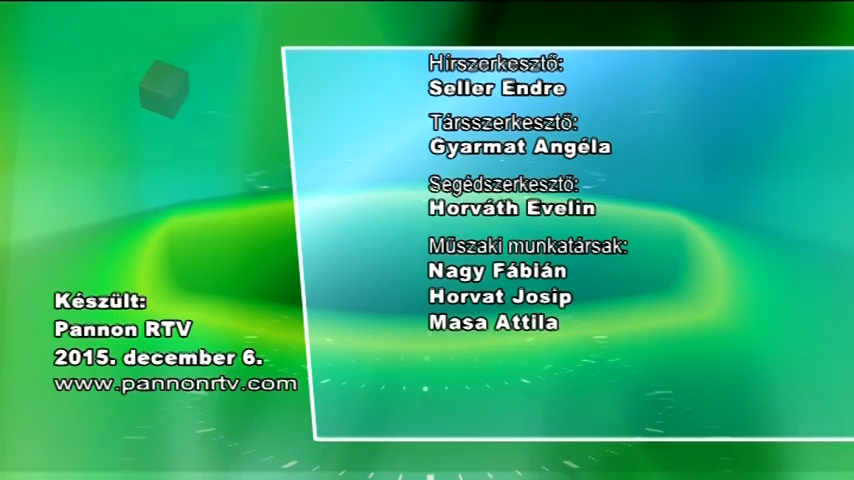 Hírszerkesztő:
Seller Endre
Társszerkesztő:
Gyarmat Angéla
Segédszerkesztő:
Horváth Evelin
Műszaki munkatársak:
Nagy Fábián
Horvat Josip
Masa Attila
Készült:
Pannon RTV
2015. december 6.
www.pannonrtv.com